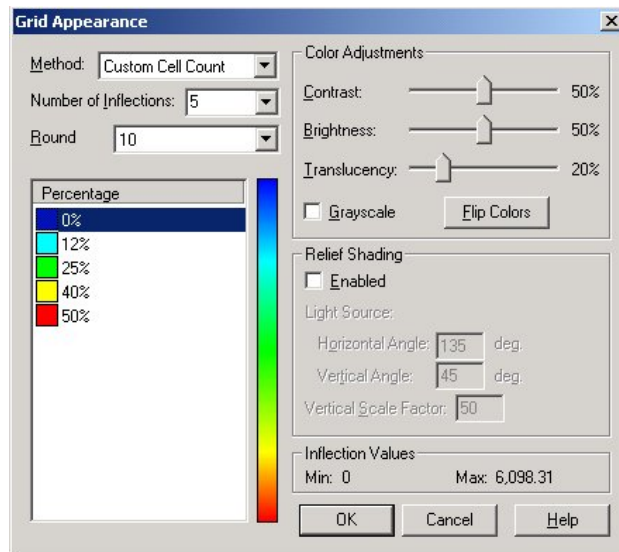 Grid Appearance
Method: Custom Cell Count
Number of Inflections: 5
Round 10
Percentage
0%
12%
25%
40%
50%
Color Adjustments
Contrast: 50%
Brightness: 50%
Translucency: 20%
Grayscale Flip Colors
Relief Shading
Enabled
Light Source:
Horizontal Angle: 135 deg.
Vertical Angle: 45 deg.
Vertical Scale Factor: 50
Inflection Values
Min: 0 Max: 6,098.31
OK Cancel Help